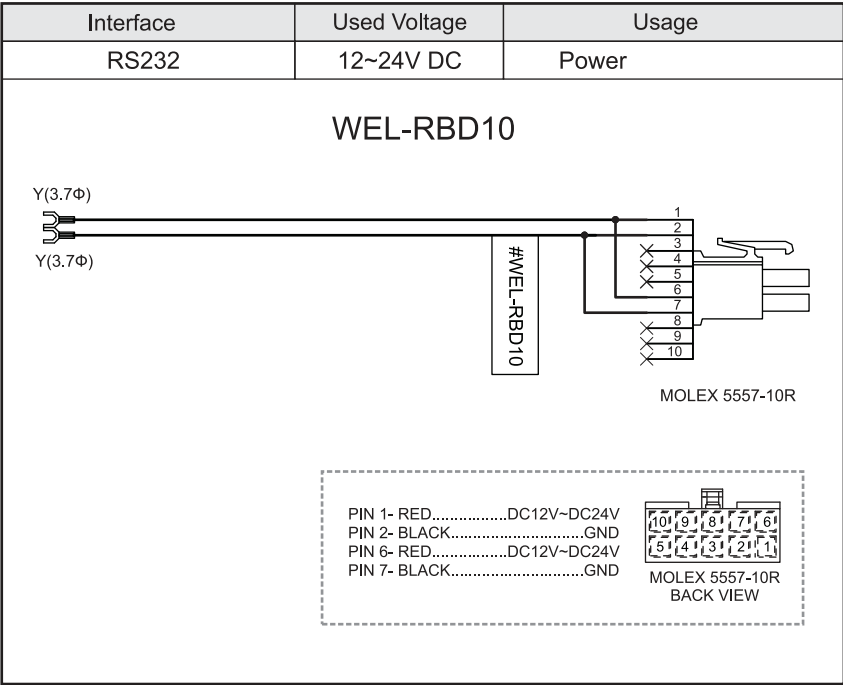 Interface Used Voltage Usage
RS232 12~24V DC Power
WEL-RBD10
Y(3.7Φ)
Y(3.7Φ)
1
2
3
4
5
6
7
8
9
10
#WEL-RBD10
MOLEX 5557-10R
PIN 1- RED..............DC12V~DC24V
PIN 2- BLACK.........................GND
PIN 6- RED..............DC12V~DC24V
PIN 7- BLACK.........................GND
10 9 8 7 6
5 4 3 2 1
MOLEX 5557-10R
BACK VIEW